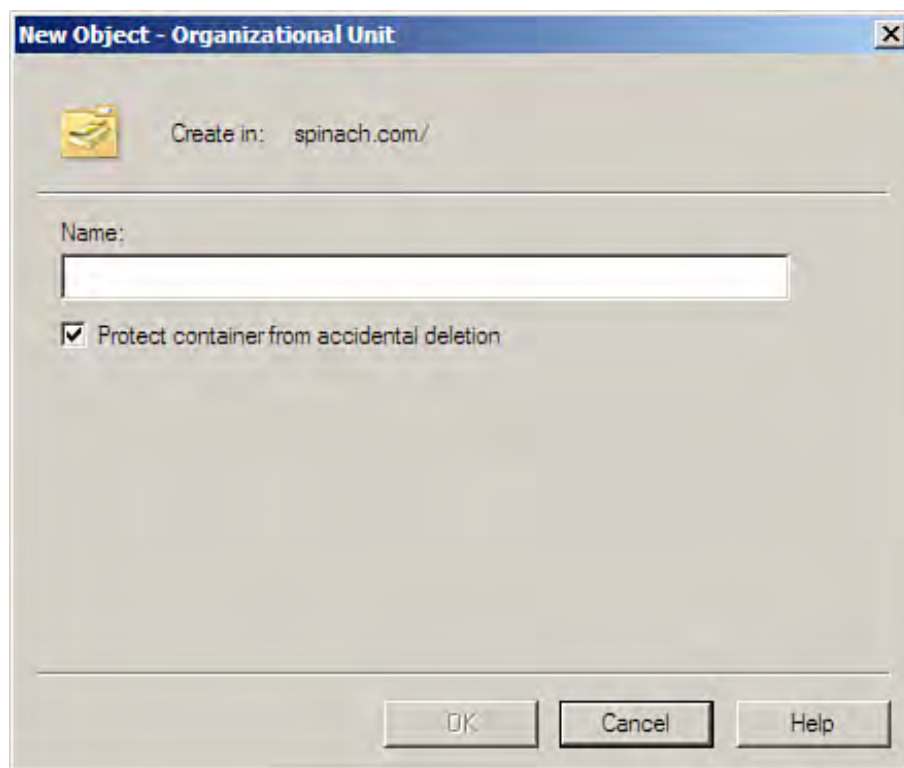 New Object - Organizational Unit
Create in: spinach.com/
Name:
Protect container from accidental deletion
OK Cancel Help